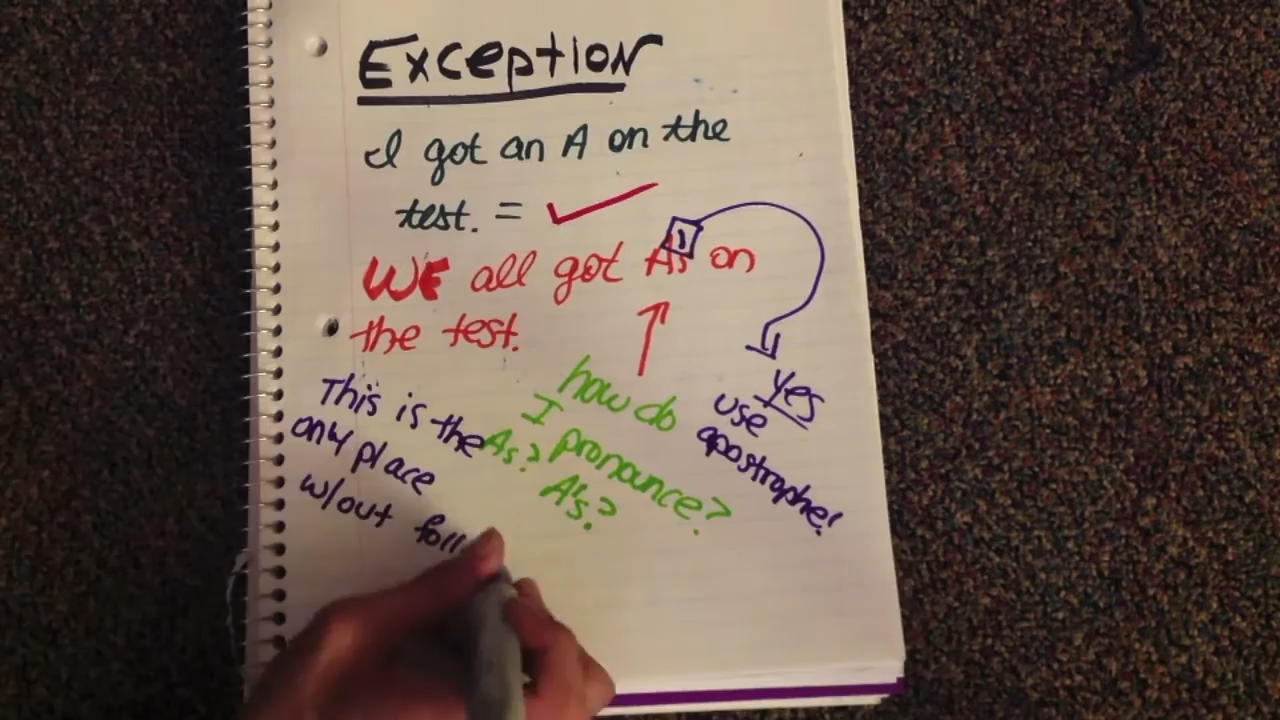 Exception
I got an A on the
test. =
WE all got A's on
the test.
how do
I pronounce?
As?
A's?
yes
use
apostrophe!
This is the
only place
w/out